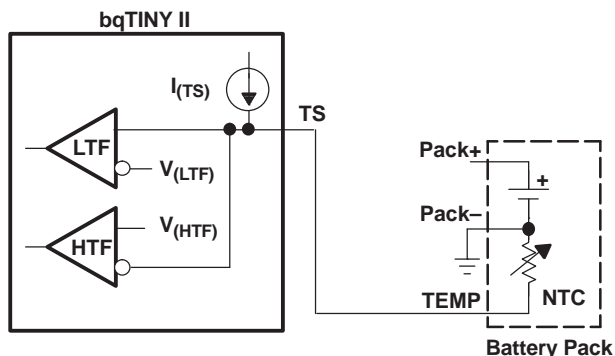 bqTINY II
I(TS)
TS
LTF
V(LTF)
V(HTF)
HTF
Pack+
+
Pack−
TEMP
NTC
Battery Pack